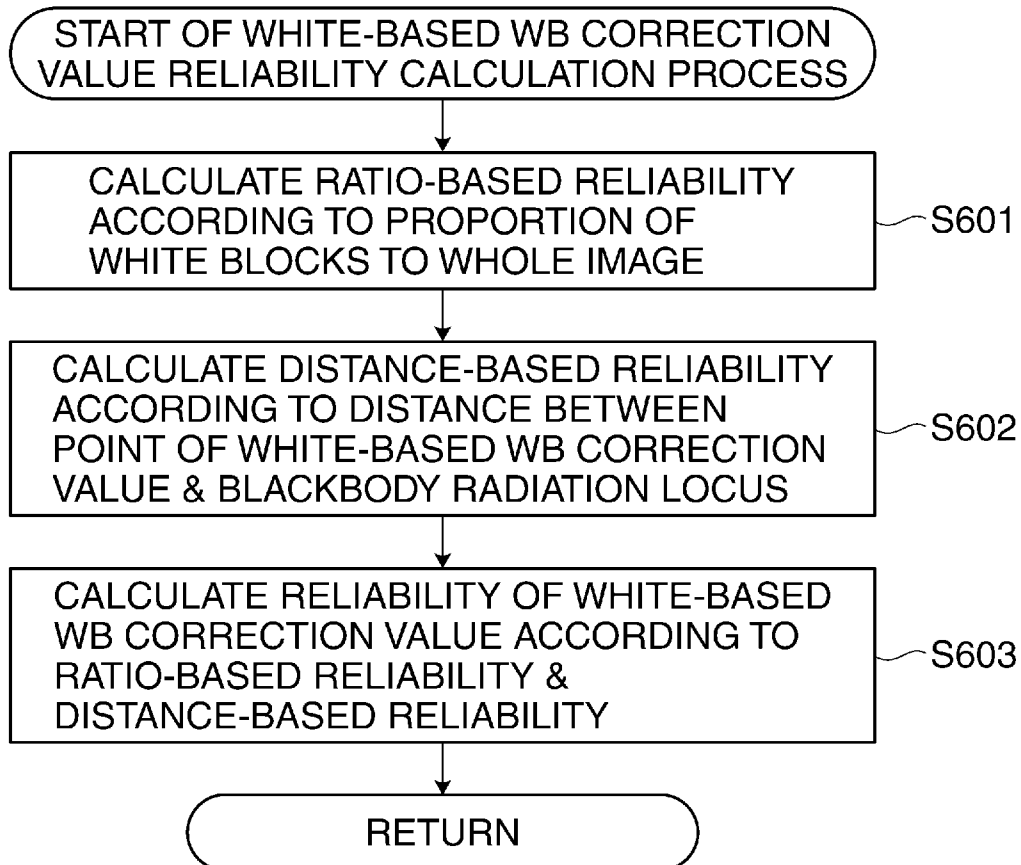 START OF WHITE-BASED WB CORRECTION
VALUE RELIABILITY CALCULATION PROCESS
CALCULATE RATIO-BASED RELIABILITY
ACCORDING TO PROPORTION OF
WHITE BLOCKS TO WHOLE IMAGE
S601
CALCULATE DISTANCE-BASED RELIABILITY
ACCORDING TO DISTANCE BETWEEN
POINT OF WHITE-BASED WB CORRECTION
VALUE & BLACKBODY RADIATION LOCUS
S602
CALCULATE RELIABILITY OF WHITE-BASED
WB CORRECTION VALUE ACCORDING TO
RATIO-BASED RELIABILITY &
DISTANCE-BASED RELIABILITY
S603
RETURN